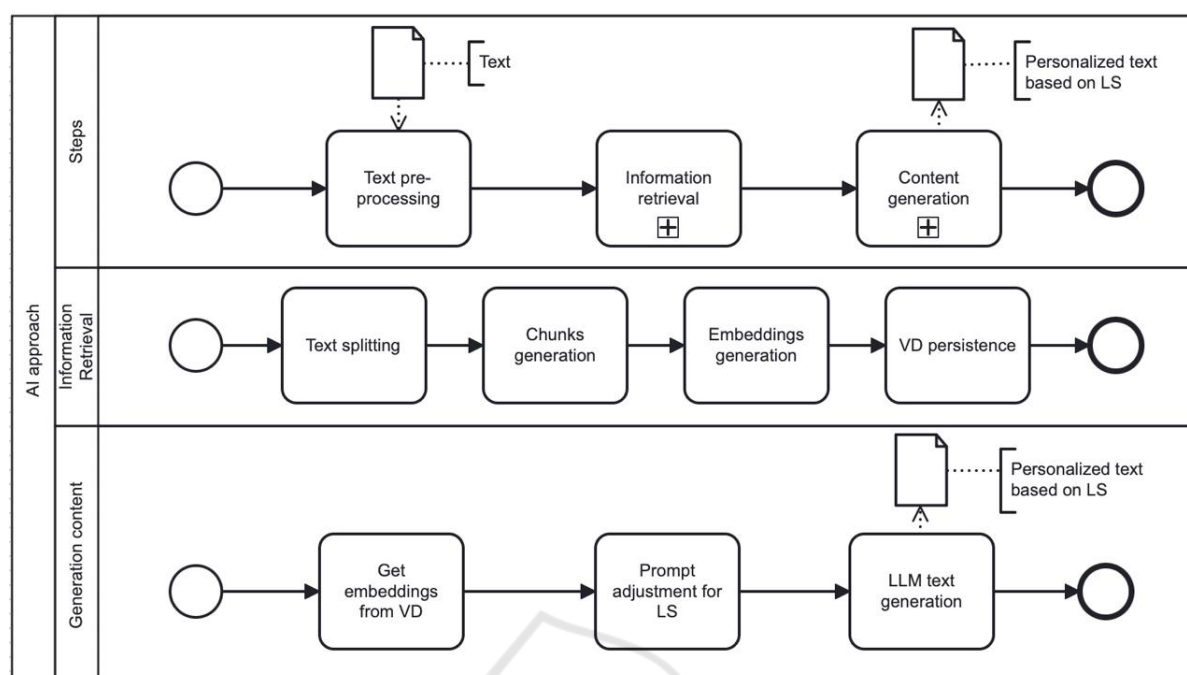 AI approach
Steps
Text
Personalized text
based on LS
Text pre-
processing
Information
retrieval
Content
generation
Information
Retrieval
Text splitting
Chunks
generation
Embeddings
generation
VD persistence
Generation content
Personalized text
based on LS
Get
embeddings
from VD
Prompt
adjustment for
LS
LLM text
generation